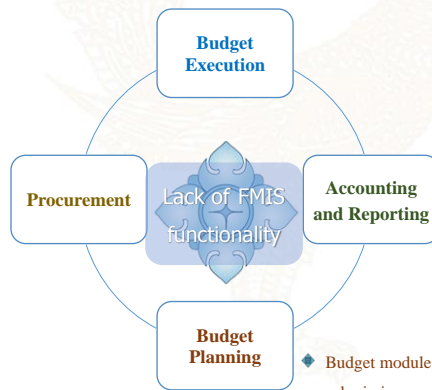 Budget
Execution
Procurement
Lack of FMIS
functionality
Accounting
and Reporting
Budget
Planning
Budget module